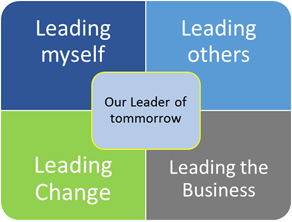 Leading
myself
Leading
others
Our Leader of
tommorrow
Leading
Change
Leading the
Business